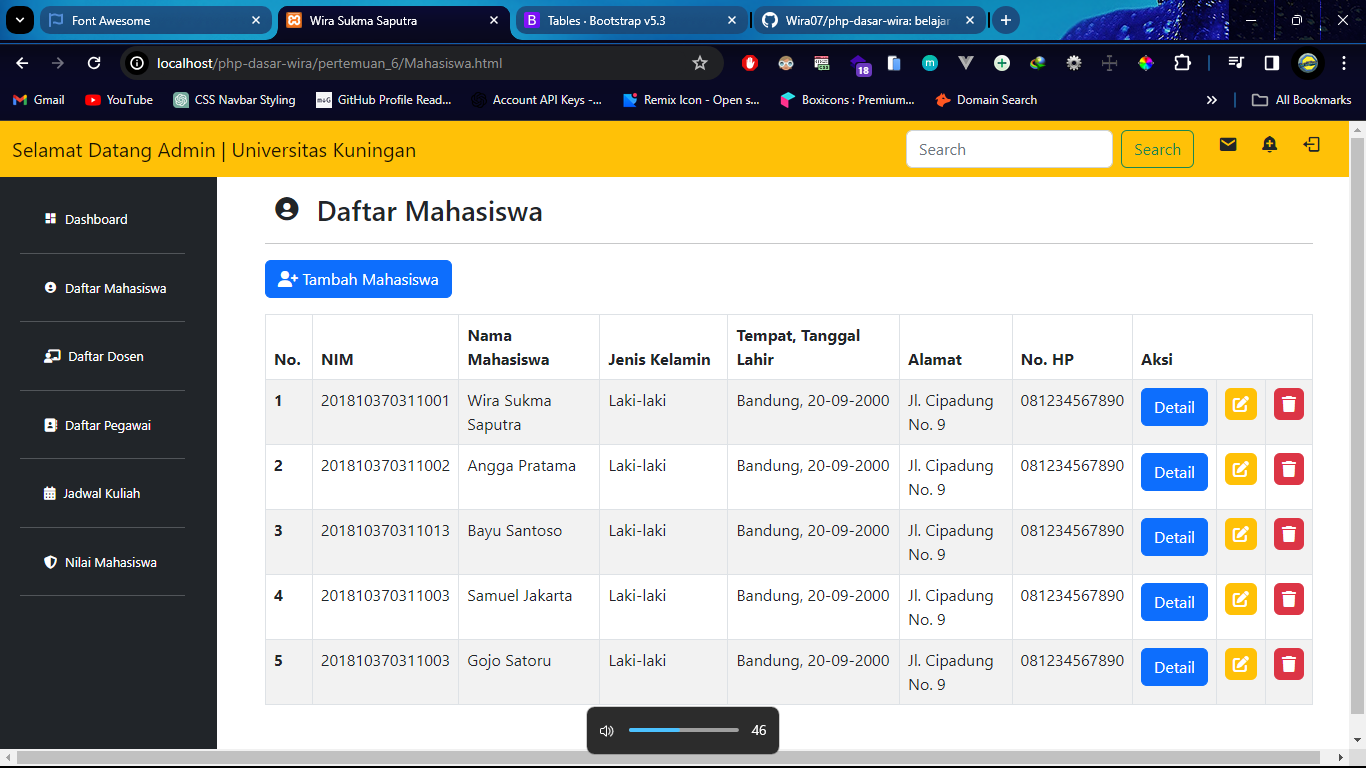 Font Awesome
Wira Sukma Saputra
Tables · Bootstrap v5.3
Wira07/php-dasar-wira: belajar
localhost/php-dasar-wira/pertemuan_6/Mahasiswa.html
18
Gmail
YouTube
CSS Navbar Styling
GitHub Profile Read...
Account API Keys -...
Remix Icon - Open s...
Boxicons : Premium...
Domain Search
All Bookmarks
Selamat Datang Admin | Universitas Kuningan
Search
Search
Dashboard
Daftar Mahasiswa
Daftar Dosen
Daftar Pegawai
Jadwal Kuliah
Nilai Mahasiswa
Daftar Mahasiswa
Tambah Mahasiswa
No. NIM Nama Mahasiswa Jenis Kelamin Tempat, Tanggal Lahir Alamat No. HP Aksi
1 201810370311001 Wira Sukma Saputra Laki-laki Bandung, 20-09-2000 Jl. Cipadung No. 9 081234567890 Detail
2 201810370311002 Angga Pratama Laki-laki Bandung, 20-09-2000 Jl. Cipadung No. 9 081234567890 Detail
3 201810370311013 Bayu Santoso Laki-laki Bandung, 20-09-2000 Jl. Cipadung No. 9 081234567890 Detail
4 201810370311003 Samuel Jakarta Laki-laki Bandung, 20-09-2000 Jl. Cipadung No. 9 081234567890 Detail
5 201810370311003 Gojo Satoru Laki-laki Bandung, 20-09-2000 Jl. Cipadung No. 9 081234567890 Detail
46